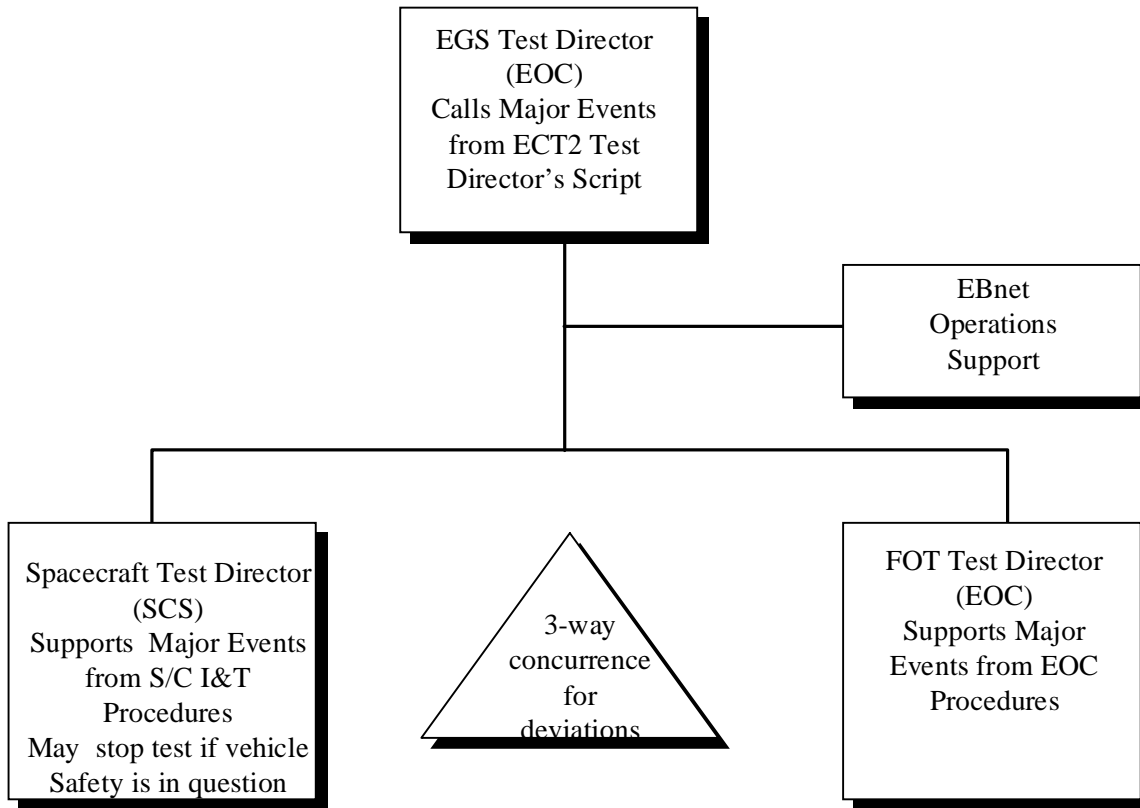 EGS Test Director
(EOC)
Calls Major Events
from ECT2 Test
Director’s Script
EBnet
Operations
Support
Spacecraft Test Director
(SCS)
Supports Major Events
from S/C I&T
Procedures
May stop test if vehicle
Safety is in question
3-way
concurrence
for
deviations
FOT Test Director
(EOC)
Supports Major
Events from EOC
Procedures